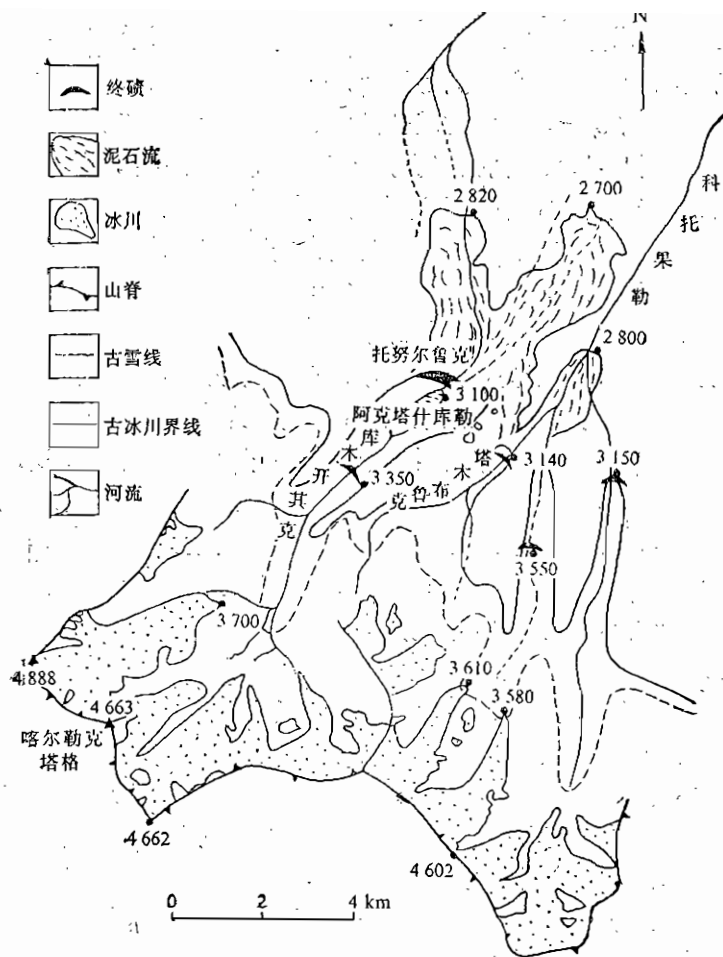 N
终碛
泥石流
冰川
山脊
古雪线
古冰川界线
河流
科
托
果
勒
2 820
2 700
2 800
托努尔鲁克
3 100
阿克塔什库勒
库
木
开
其
克
3 350
塔
木
布
鲁
克
3 140
3 150
3 550
3 700
3 610
3 580
4 888
4 663
喀尔勒克
塔格
4 662
4 602
0 2 4 km